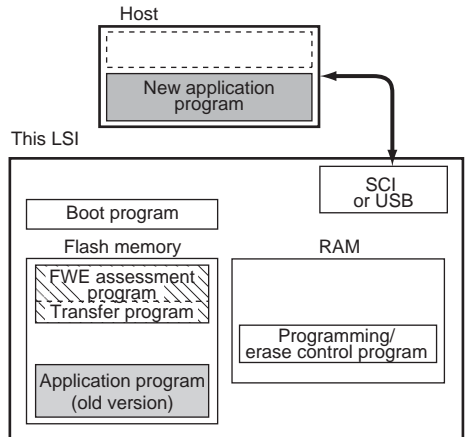 Host
New application
program
This LSI
SCI
or USB
Boot program
Flash memory
RAM
FWE assessment
program
Transfer program
Programming/
erase control program
Application program
(old version)